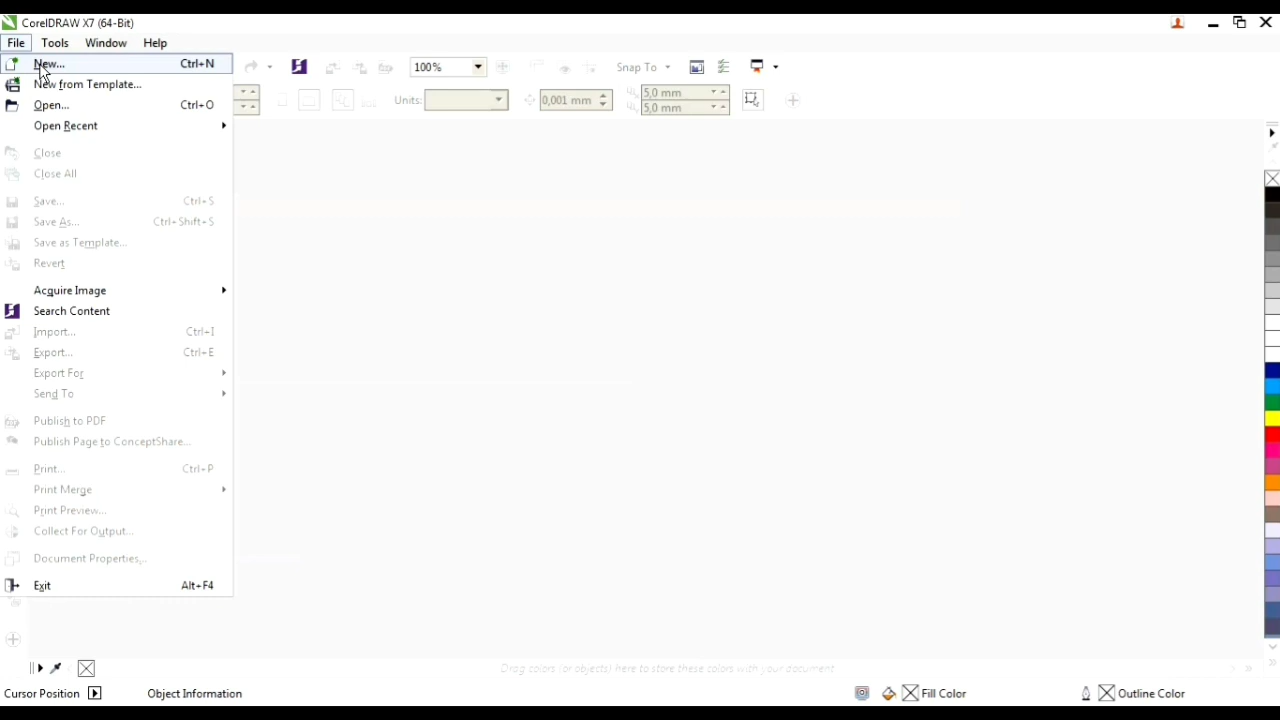 CorelDRAW X7 (64-Bit)
File Tools Window Help
New... Ctrl+N
100% Snap To
New from Template...
Units: 0,001 mm 5,0 mm
5,0 mm
Open... Ctrl+O
Open Recent
Close
Close All
Save... Ctrl+S
Save As... Ctrl+Shift+S
Save as Template...
Revert
Acquire Image
Search Content
Import... Ctrl+I
Export... Ctrl+E
Export For
Send To
Publish to PDF
Publish Page to ConceptShare...
Print... Ctrl+P
Print Merge
Print Preview...
Collect For Output...
Document Properties...
Exit Alt+F4
Drag colors (or objects) here to store these colors with your document
Cursor Position Object Information Fill Color Outline Color